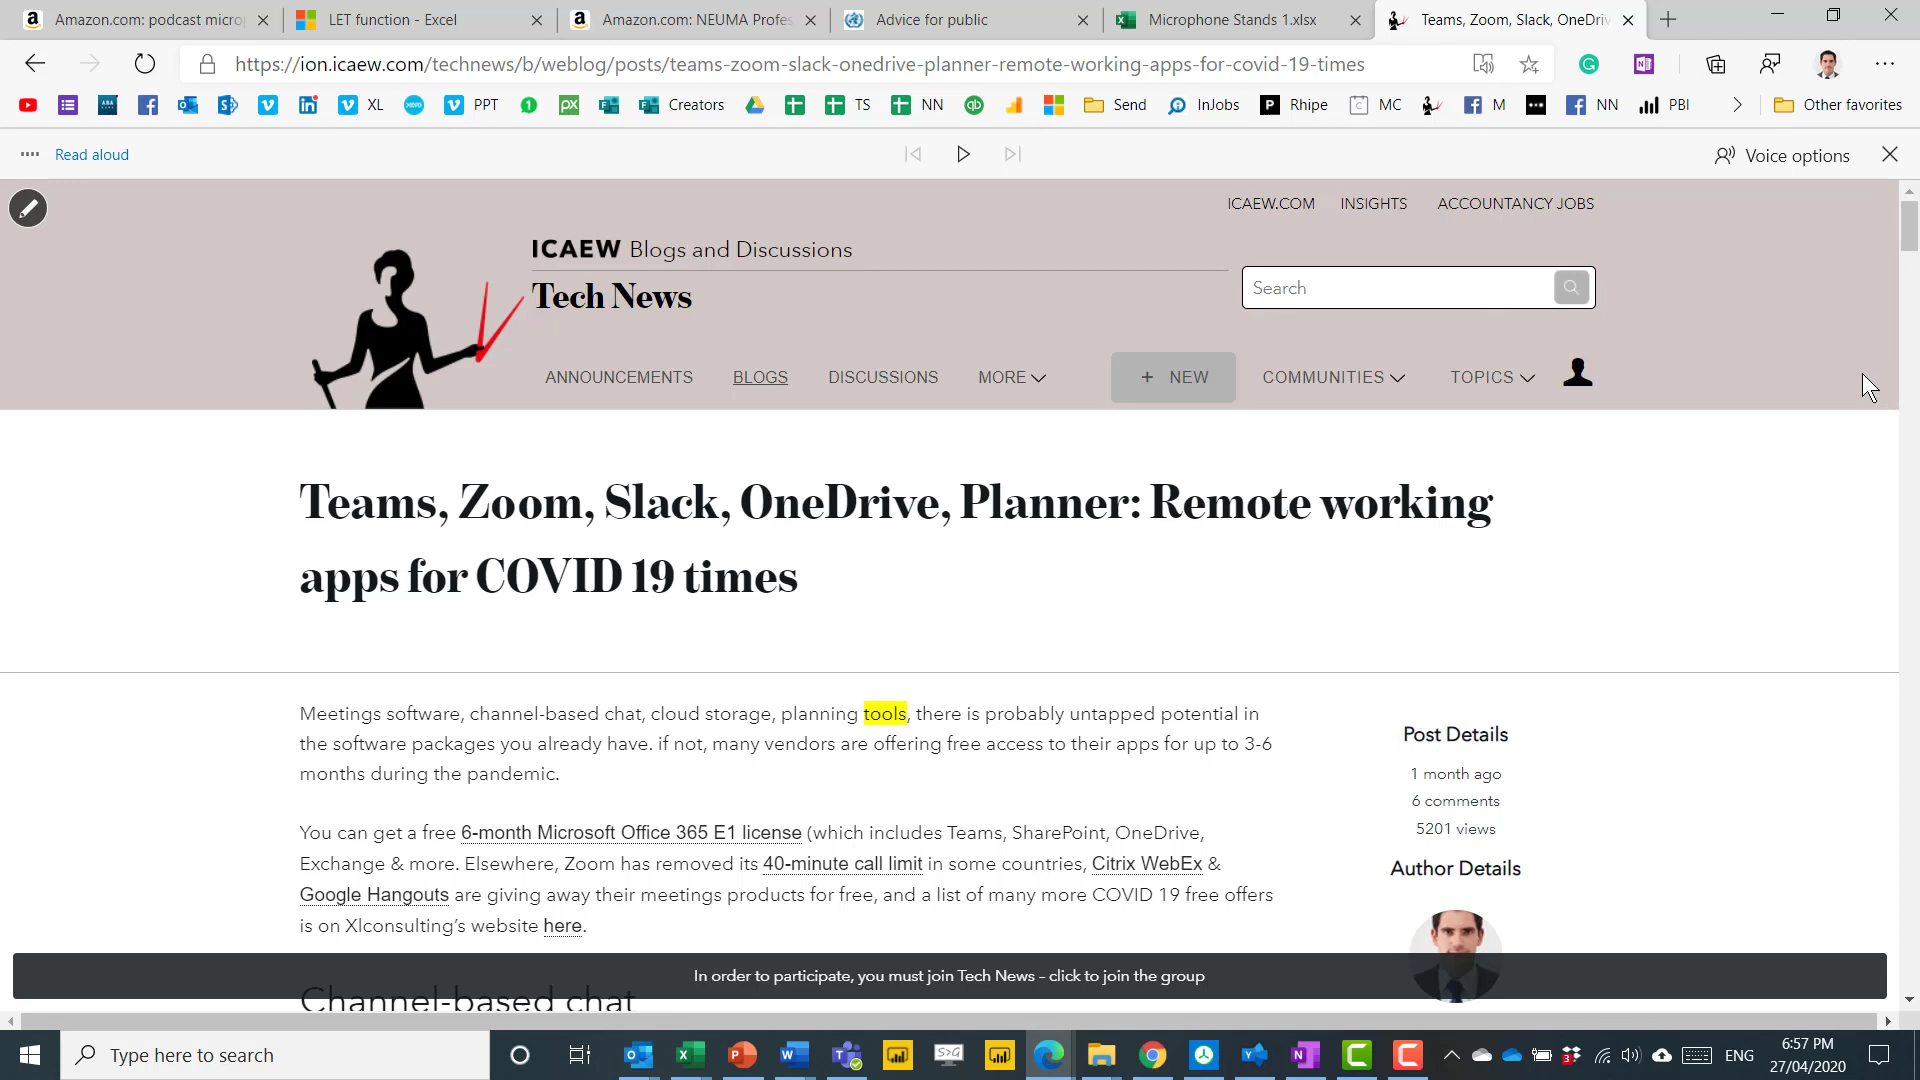 Amazon.com: podcast micro
LET function - Excel
Amazon.com: NEUMA Profes
Advice for public
Microphone Stands 1.xlsx
Teams, Zoom, Slack, OneDriv
https://ion.icaew.com/technews/b/weblog/posts/teams-zoom-slack-onedrive-planner-remote-working-apps-for-covid-19-times
XL
PPT
Creators
TS
NN
Send
InJobs
Rhipe
MC
M
NN
PBI
Other favorites
Read aloud
Voice options
ICAEW.COM INSIGHTS ACCOUNTANCY JOBS
ICAEW Blogs and Discussions
Tech News
Search
ANNOUNCEMENTS BLOGS DISCUSSIONS MORE + NEW COMMUNITIES TOPICS
Teams, Zoom, Slack, OneDrive, Planner: Remote working
apps for COVID 19 times
Meetings software, channel-based chat, cloud storage, planning tools, there is probably untapped potential in
the software packages you already have. if not, many vendors are offering free access to their apps for up to 3-6
months during the pandemic.
You can get a free 6-month Microsoft Office 365 E1 license (which includes Teams, SharePoint, OneDrive,
Exchange & more. Elsewhere, Zoom has removed its 40-minute call limit in some countries, Citrix WebEx &
Google Hangouts are giving away their meetings products for free, and a list of many more COVID 19 free offers
is on Xlconsulting's website here.
Post Details
1 month ago
6 comments
5201 views
Author Details
In order to participate, you must join Tech News – click to join the group
Channel-based chat
Type here to search
ENG
6:57 PM
27/04/2020